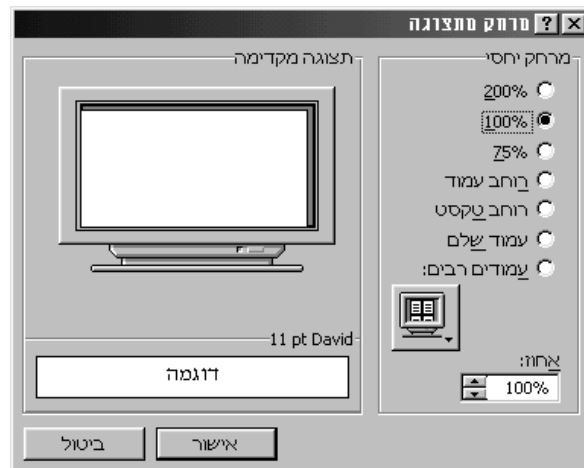 מרחק מתצוגה
מרחק יחסי
200%
100%
75%
רוחב עמוד
רוחב טקסט
עמוד שלם
עמודים רבים:
אחוז:
100%
תצוגה מקדימה
11 pt David
דוגמה
אישור
ביטול